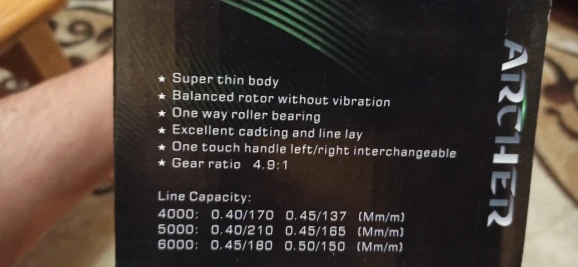 ★ Super thin body
★ Balanced rotor without vibration
★ One way roller bearing
★ Excellent cadting and line lay
★ One touch handle left/right interchangeable
★ Gear ratio 4.9:1
Line Capacity:
4000: 0.40/170 0.45/137 (Mm/m)
5000: 0.40/210 0.45/165 (Mm/m)
6000: 0.45/180 0.50/150 (Mm/m)
ARCHER